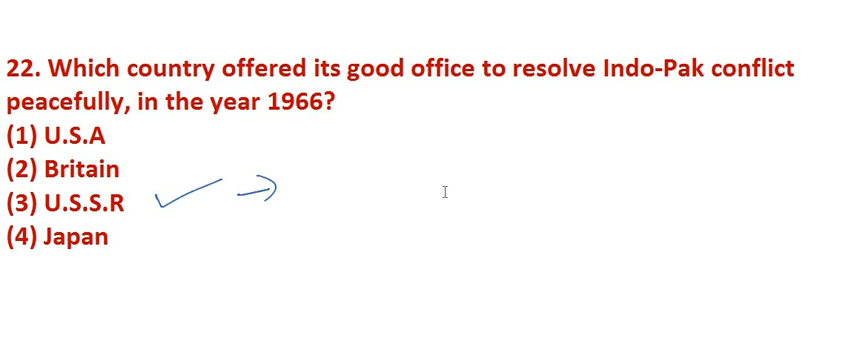 22. Which country offered its good office to resolve Indo-Pak conflict
peacefully, in the year 1966?
(1) U.S.A
(2) Britain
(3) U.S.S.R
(4) Japan